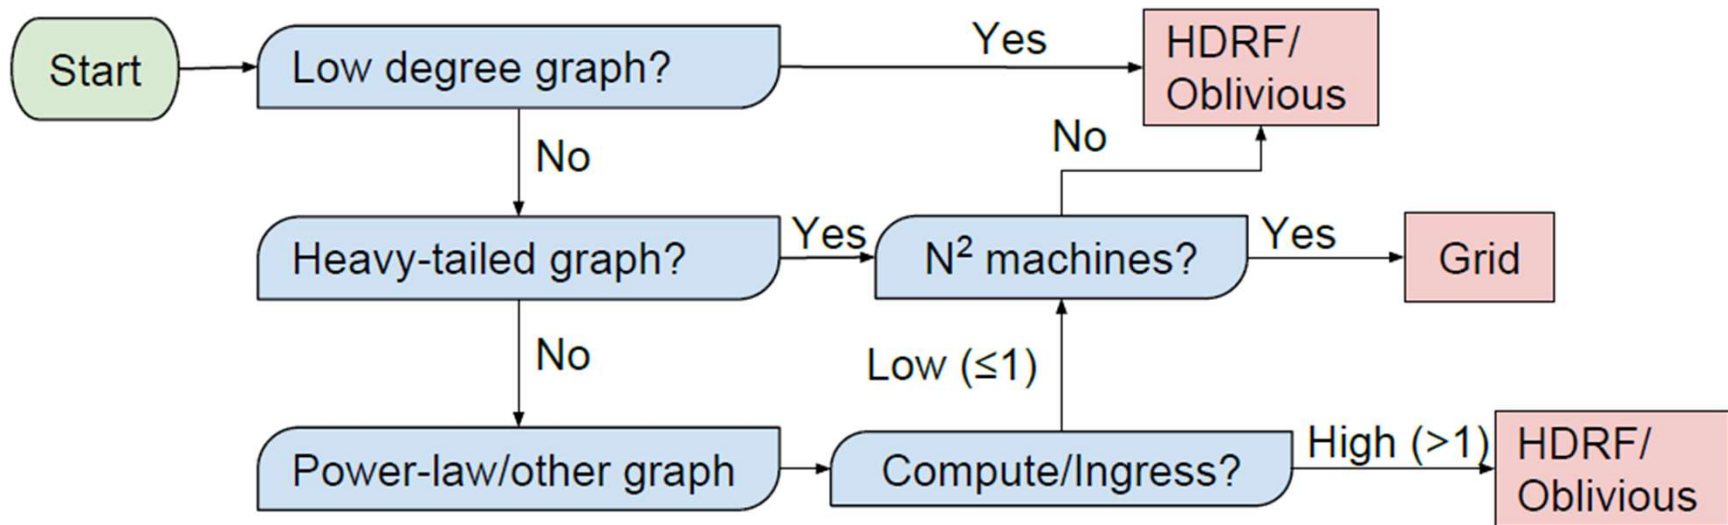 Start
Low degree graph?
Yes
HDRF/
Oblivious
No
No
Heavy-tailed graph?
Yes
N² machines?
Yes
Grid
No
Low (≤1)
Power-law/other graph
Compute/Ingress?
High (>1)
HDRF/
Oblivious